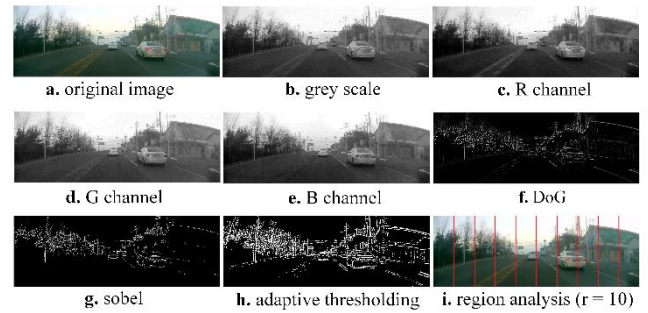 a. original image
b. grey scale
c. R channel
d. G channel
e. B channel
f. DoG
g. sobel
h. adaptive thresholding
i. region analysis (r = 10)